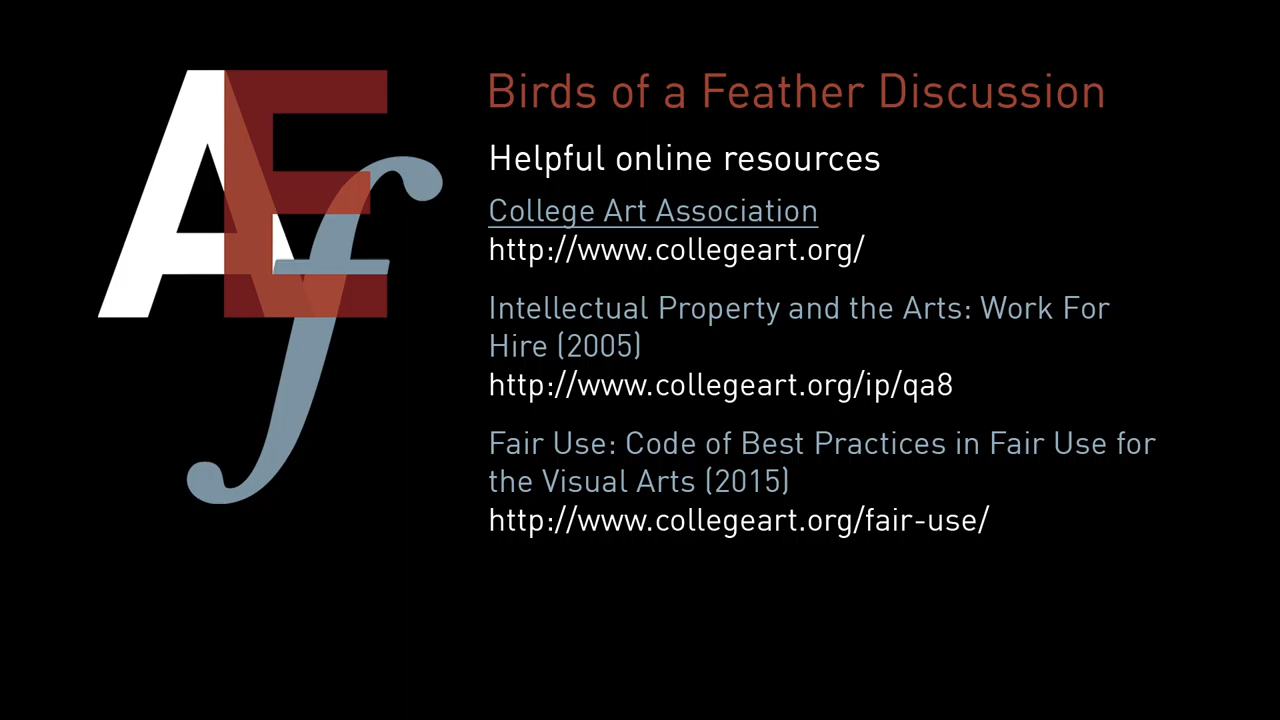 AEf
Birds of a Feather Discussion
Helpful online resources
College Art Association
http://www.collegeart.org/
Intellectual Property and the Arts: Work For
Hire (2005)
http://www.collegeart.org/ip/qa8
Fair Use: Code of Best Practices in Fair Use for
the Visual Arts (2015)
http://www.collegeart.org/fair-use/